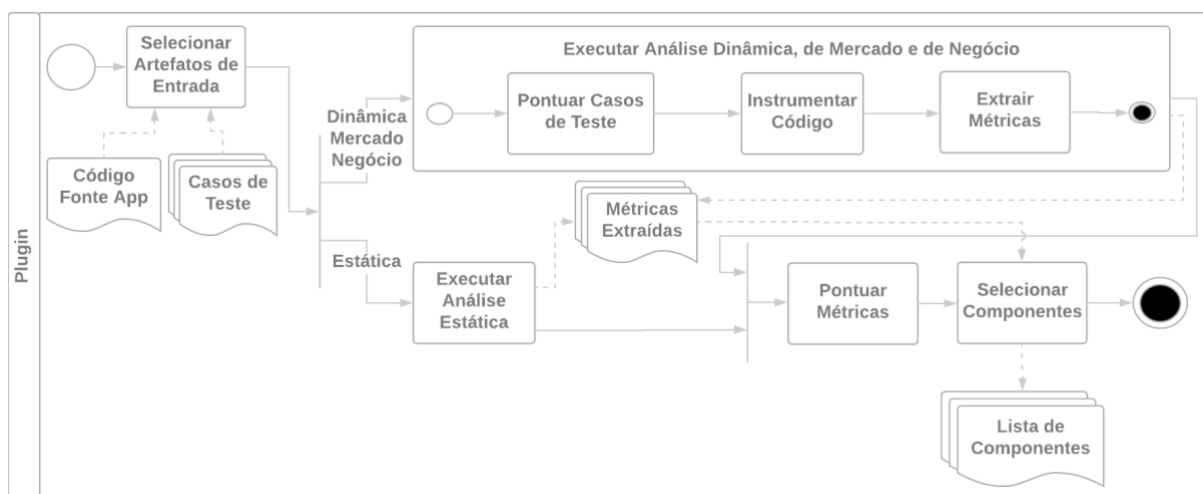 Plugin
Selecionar
Artefatos de
Entrada
Código
Fonte App
Casos de
Teste
Dinâmica
Mercado
Negócio
Estática
Executar Análise Dinâmica, de Mercado e de Negócio
Pontuar Casos
de Teste
Instrumentar
Código
Extrair
Métricas
Métricas
Extraídas
Executar
Análise
Estática
Pontuar
Métricas
Selecionar
Componentes
Lista de
Componentes